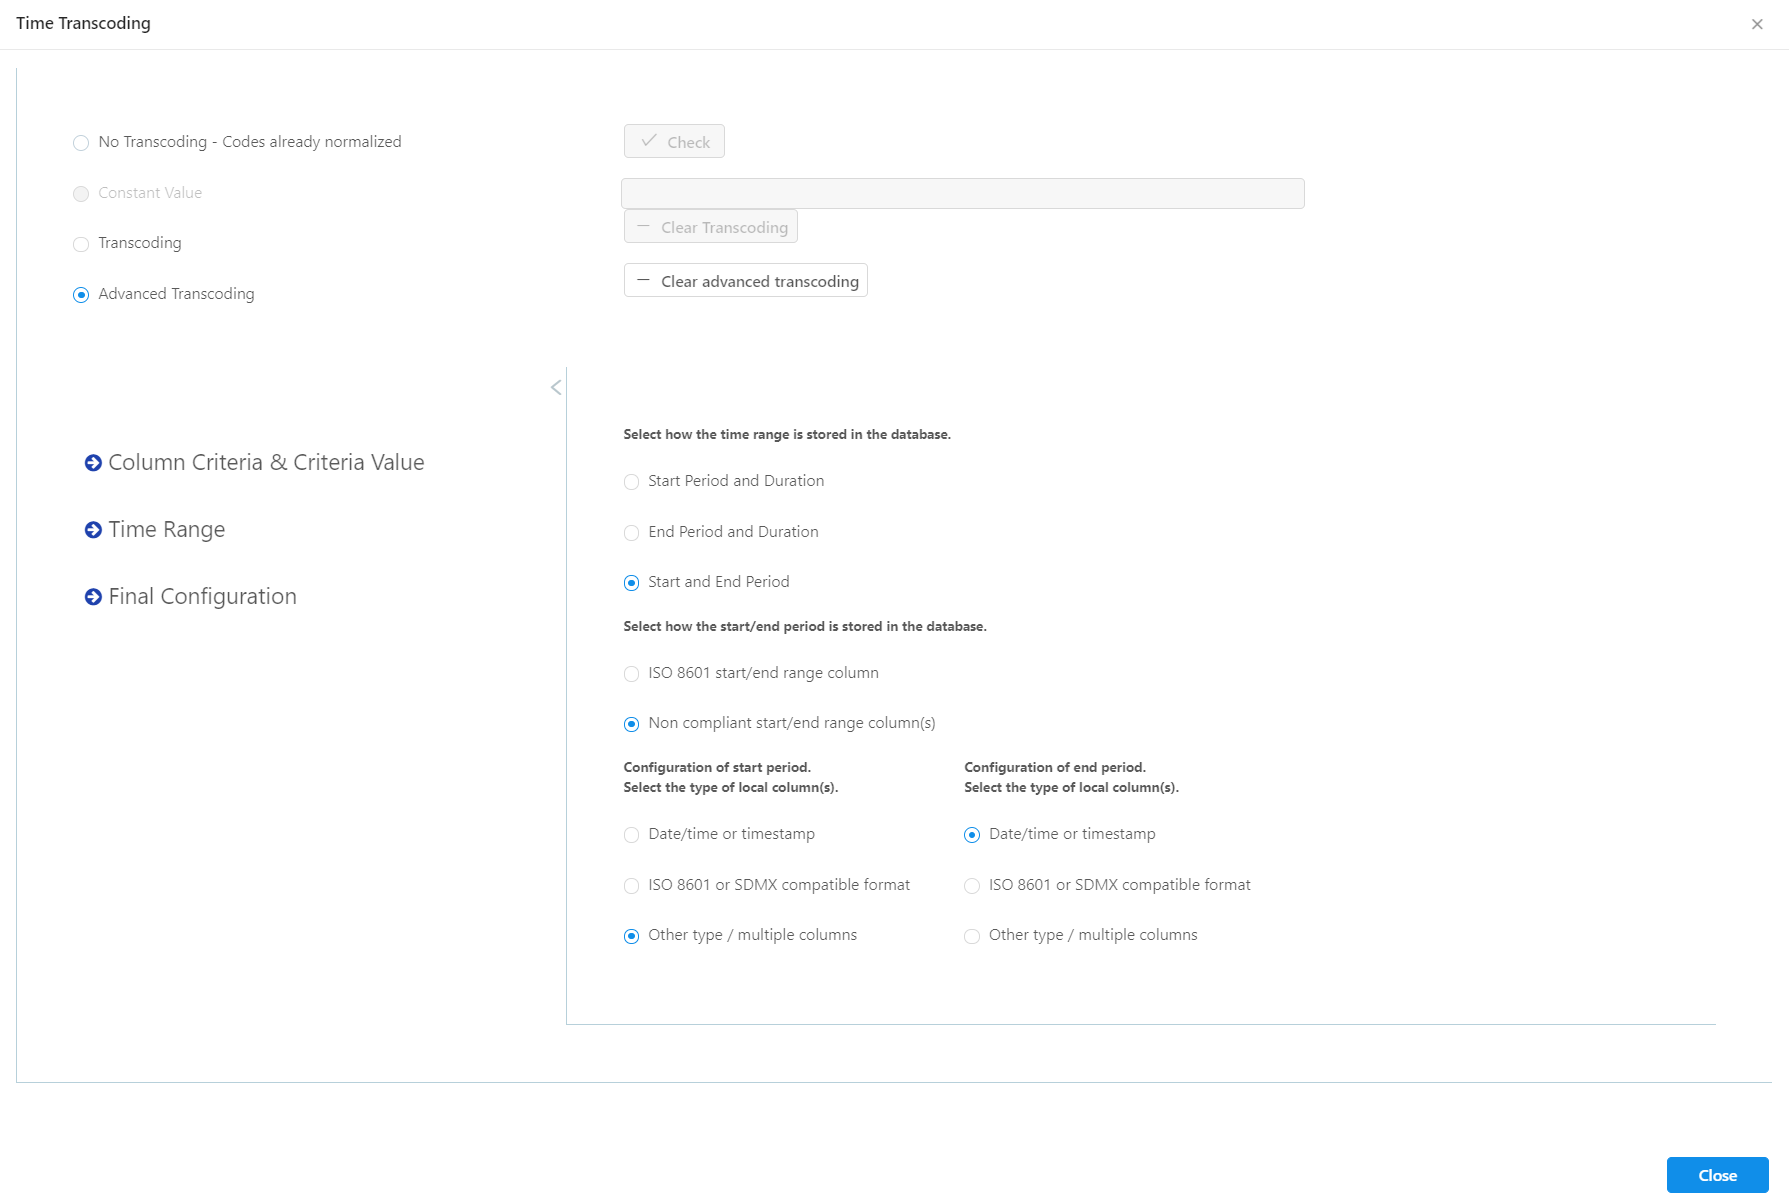 Time Transcoding
No Transcoding - Codes already normalized
Check
Constant Value
Clear Transcoding
Transcoding
Clear advanced transcoding
Advanced Transcoding
Column Criteria & Criteria Value
Time Range
Final Configuration
Select how the time range is stored in the database.
Start Period and Duration
End Period and Duration
Start and End Period
Select how the start/end period is stored in the database.
ISO 8601 start/end range column
Non compliant start/end range column(s)
Configuration of start period.
Select the type of local column(s).
Date/time or timestamp
ISO 8601 or SDMX compatible format
Other type / multiple columns
Configuration of end period.
Select the type of local column(s).
Date/time or timestamp
ISO 8601 or SDMX compatible format
Other type / multiple columns
Close